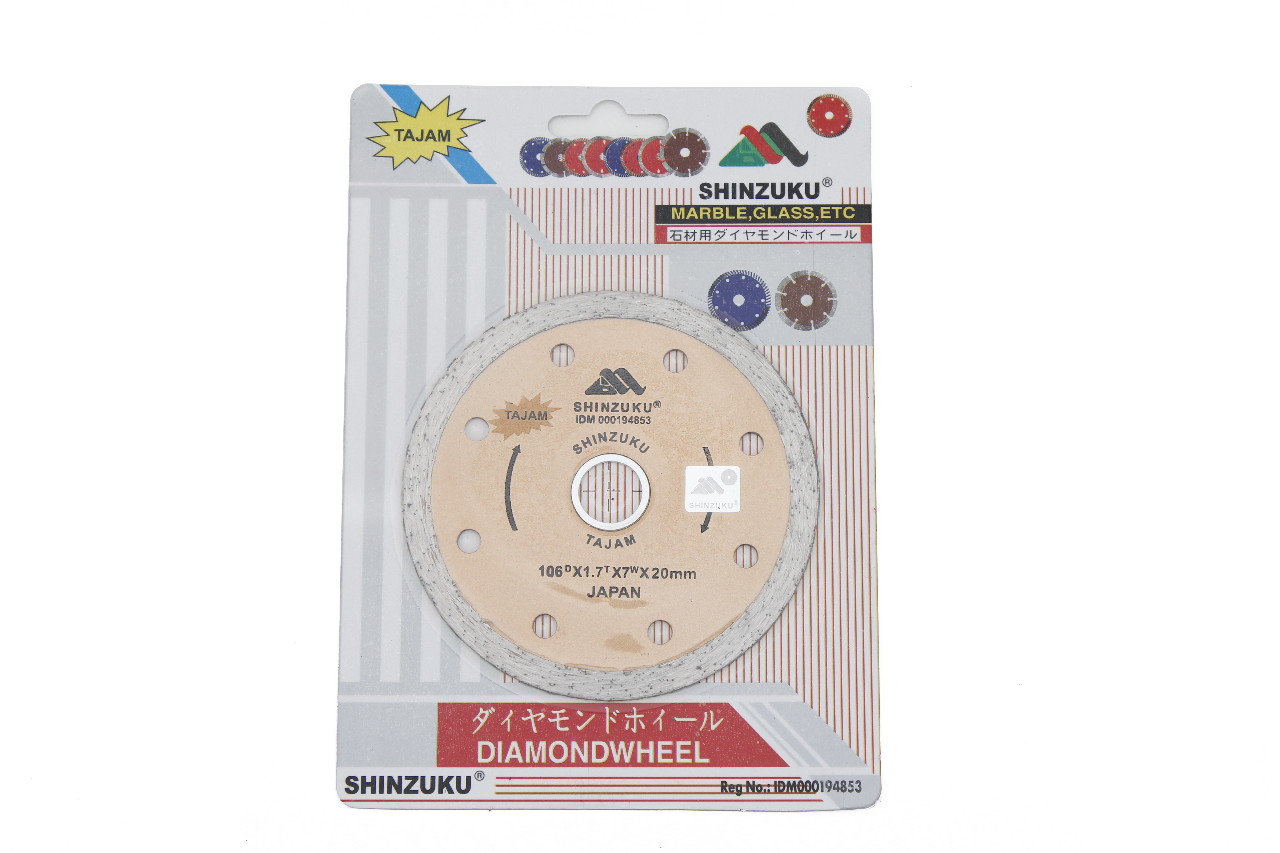 TAJAM
SHINZUKU®
MARBLE,GLASS,ETC
石材用ダイヤモンドホイール
SHINZUKU®
IDM 000194853
TAJAM
SHINZUKU
SHINZUKU
TAJAM
106ᴰX1.7ᵀX7ᵂX20mm
JAPAN
ダイヤモンドホイール
DIAMONDWHEEL
SHINZUKU®
Reg No.: IDM000194853